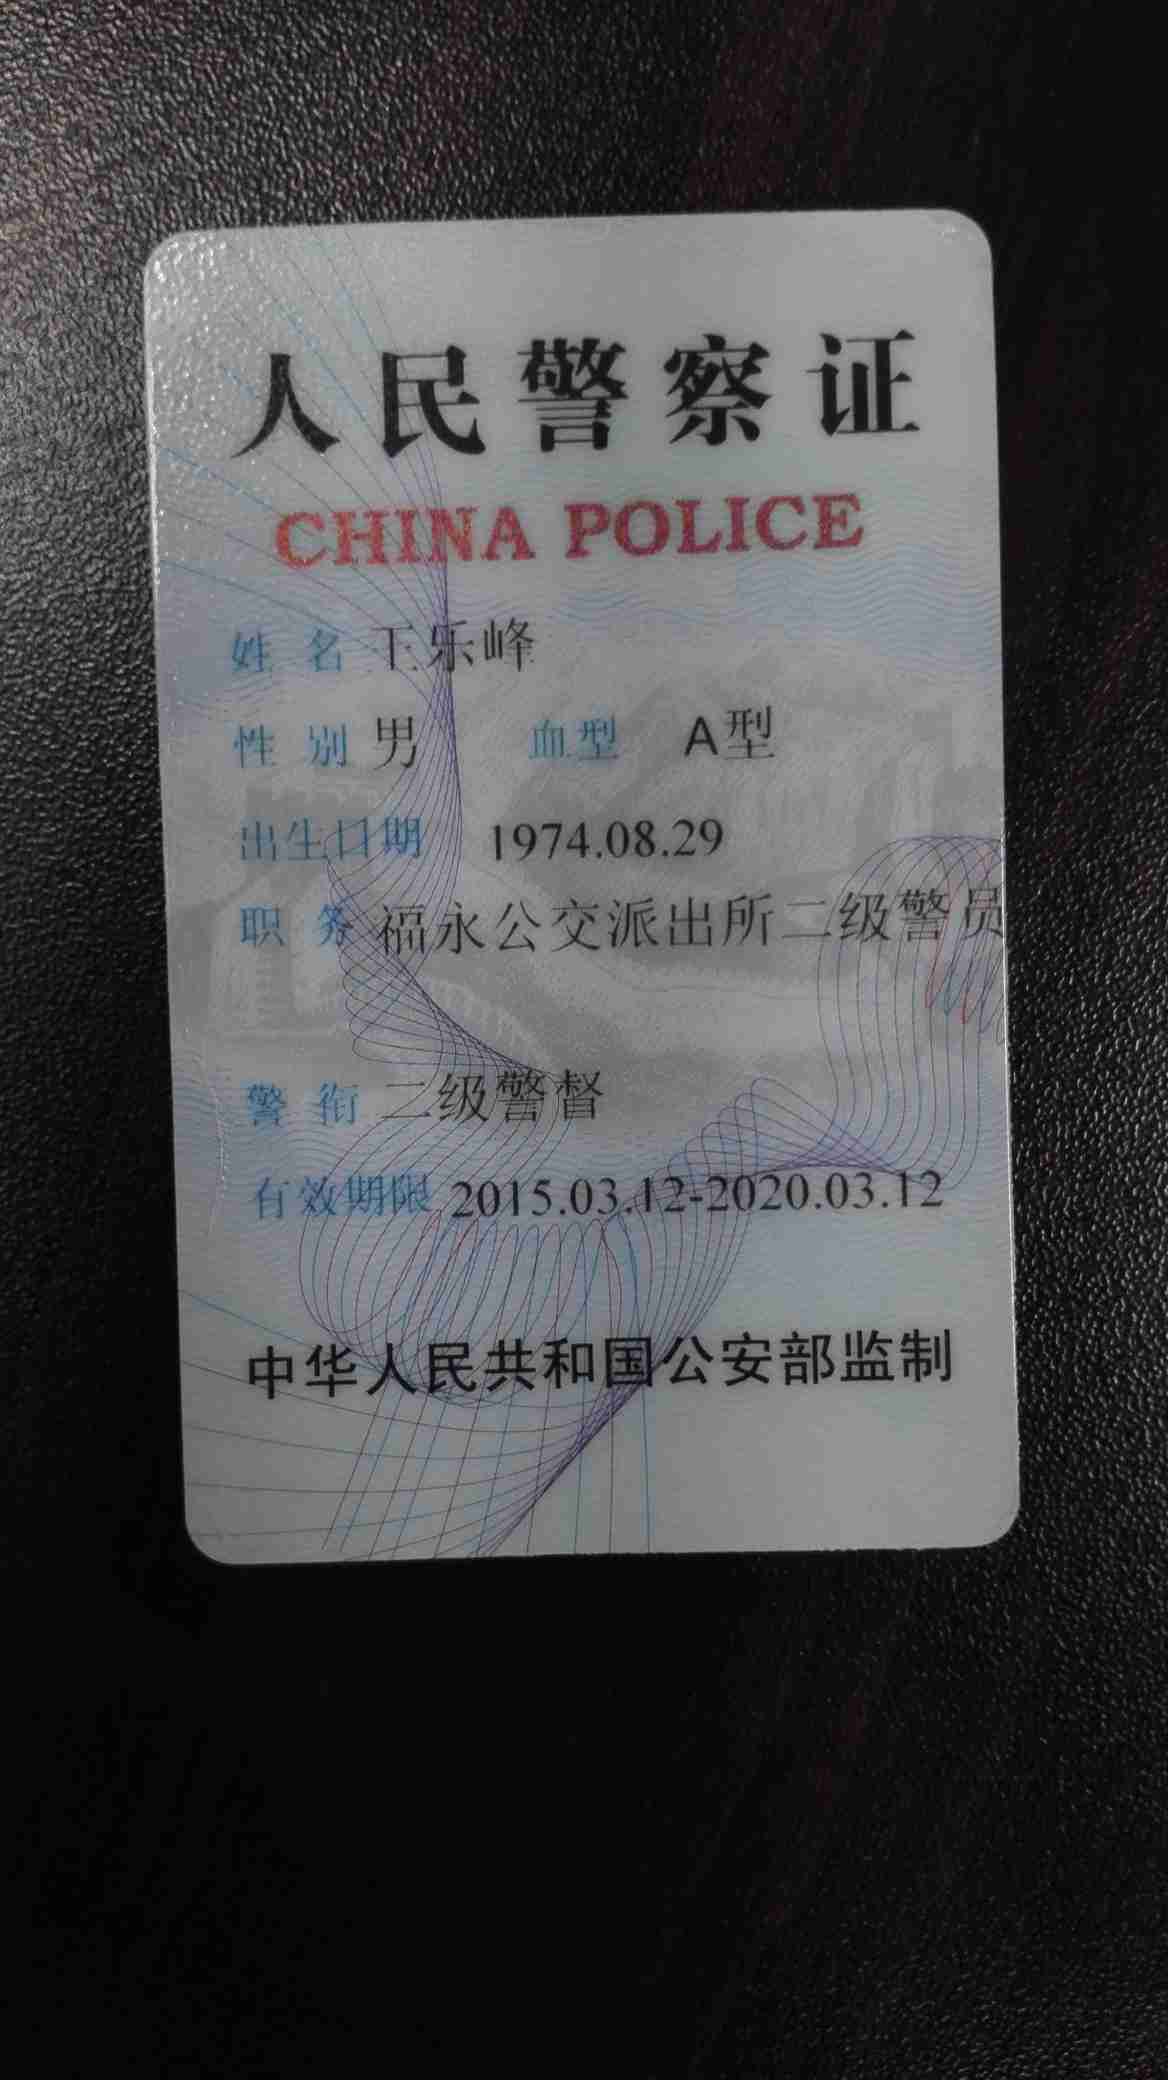 人民警察证
CHINA POLICE
姓 名 王乐峰
性 别 男 血型 A型
出生日期 1974.08.29
职 务 福永公交派出所二级警员
警 衔 二级警督
有效期限 2015.03.12-2020.03.12
中华人民共和国公安部监制